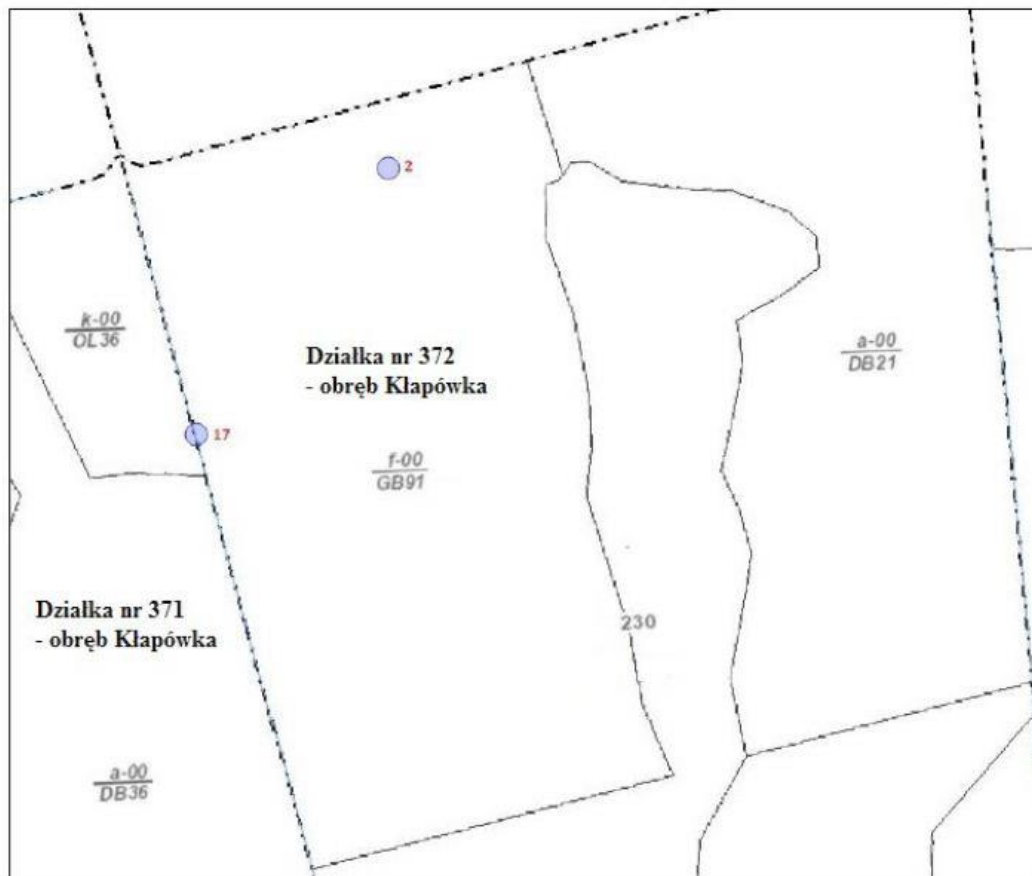 2
k-00
OL36
Działka nr 372
- obręb Kłapówka
a-00
DB21
17
f-00
GB91
Działka nr 371
- obręb Kłapówka
230
a-00
DB36